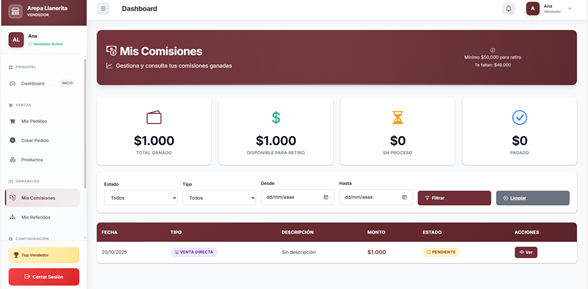 Arepa Llanerita
VENDEDOR
Dashboard
Ana
Vendedor
AL
Ana
Vendedor Activo
A
PRINCIPAL
Dashboard
INICIO
VENTAS
Mis Pedidos
Crear Pedido
Productos
GANANCIAS
Mis Comisiones
Mis Referidos
CONFIGURACIÓN
Top Vendedor
Cerrar Sesión
Mis Comisiones
Gestiona y consulta tus comisiones ganadas
Mínimo $50,000 para retiro
Te faltan: $49.000
$1.000
TOTAL GANADO
$1.000
DISPONIBLE PARA RETIRO
$0
EN PROCESO
$0
PAGADO
Estado
Todos
Tipo
Todos
Desde
dd/mm/aaaa
Hasta
dd/mm/aaaa
Filtrar
Limpiar
FECHA TIPO DESCRIPCIÓN MONTO ESTADO ACCIONES
20/10/2025 VENTA DIRECTA Sin descripción $1.000 PENDIENTE Ver